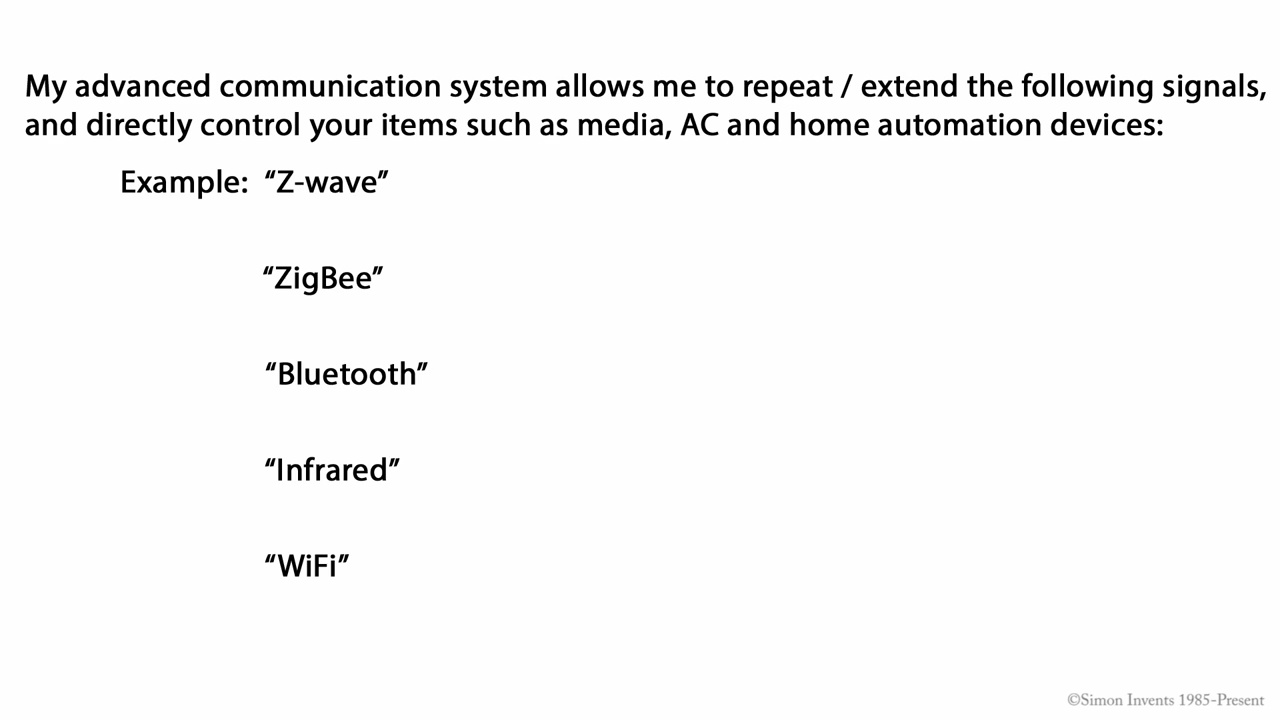 My advanced communication system allows me to repeat / extend the following signals,
and directly control your items such as media, AC and home automation devices:
Example: “Z-wave”
“ZigBee”
“Bluetooth”
“Infrared”
“WiFi”
©Simon Invents 1985-Present